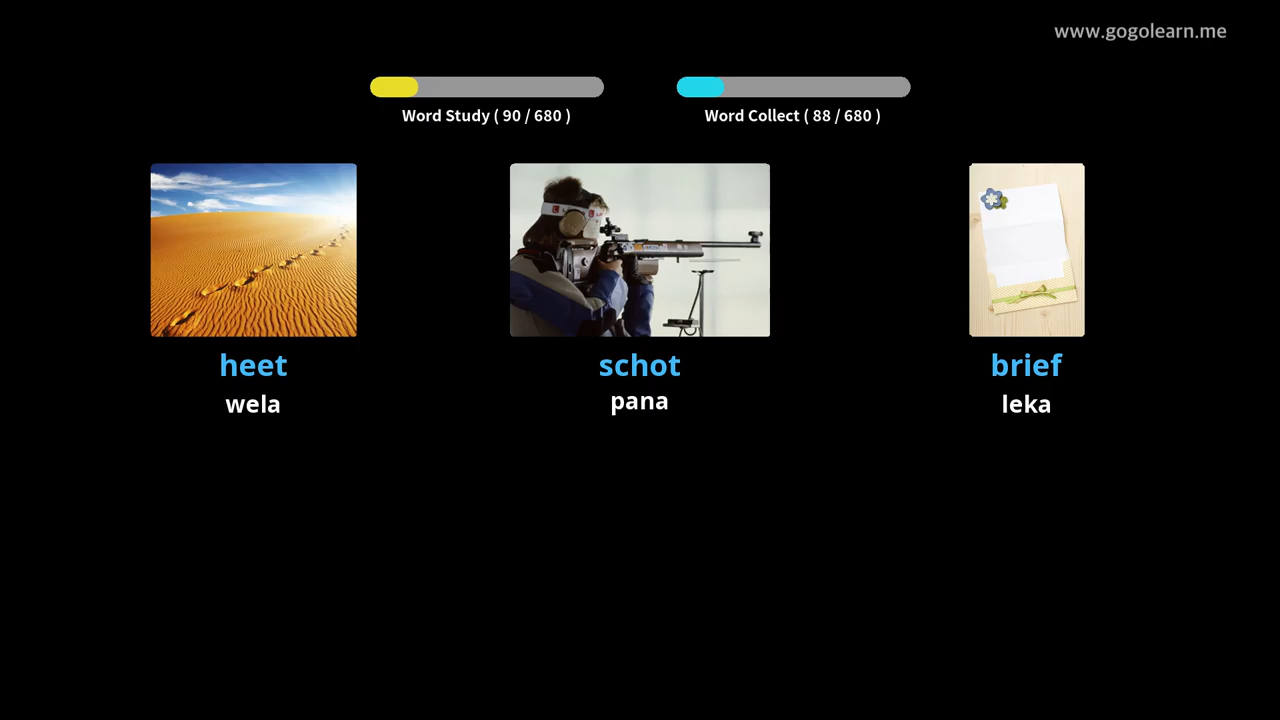 www.gogolearn.me
Word Study ( 90 / 680 )
Word Collect ( 88 / 680 )
heet
wela
schot
pana
brief
leka